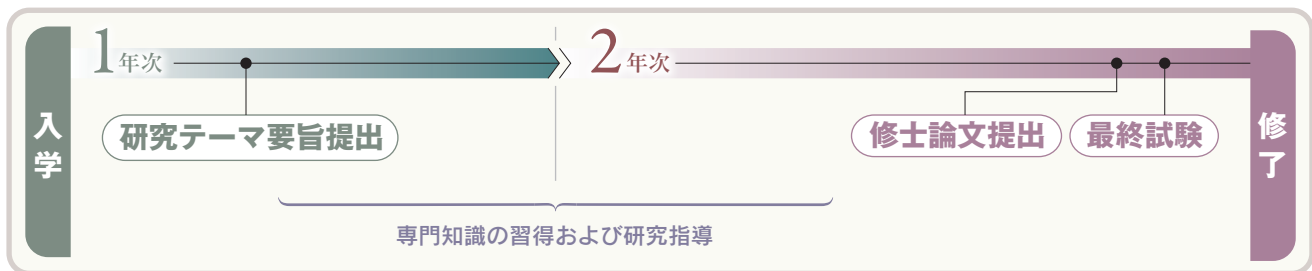 入学
1年次
2年次
研究テーマ要旨提出
修士論文提出
最終試験
専門知識の習得および研究指導
修了